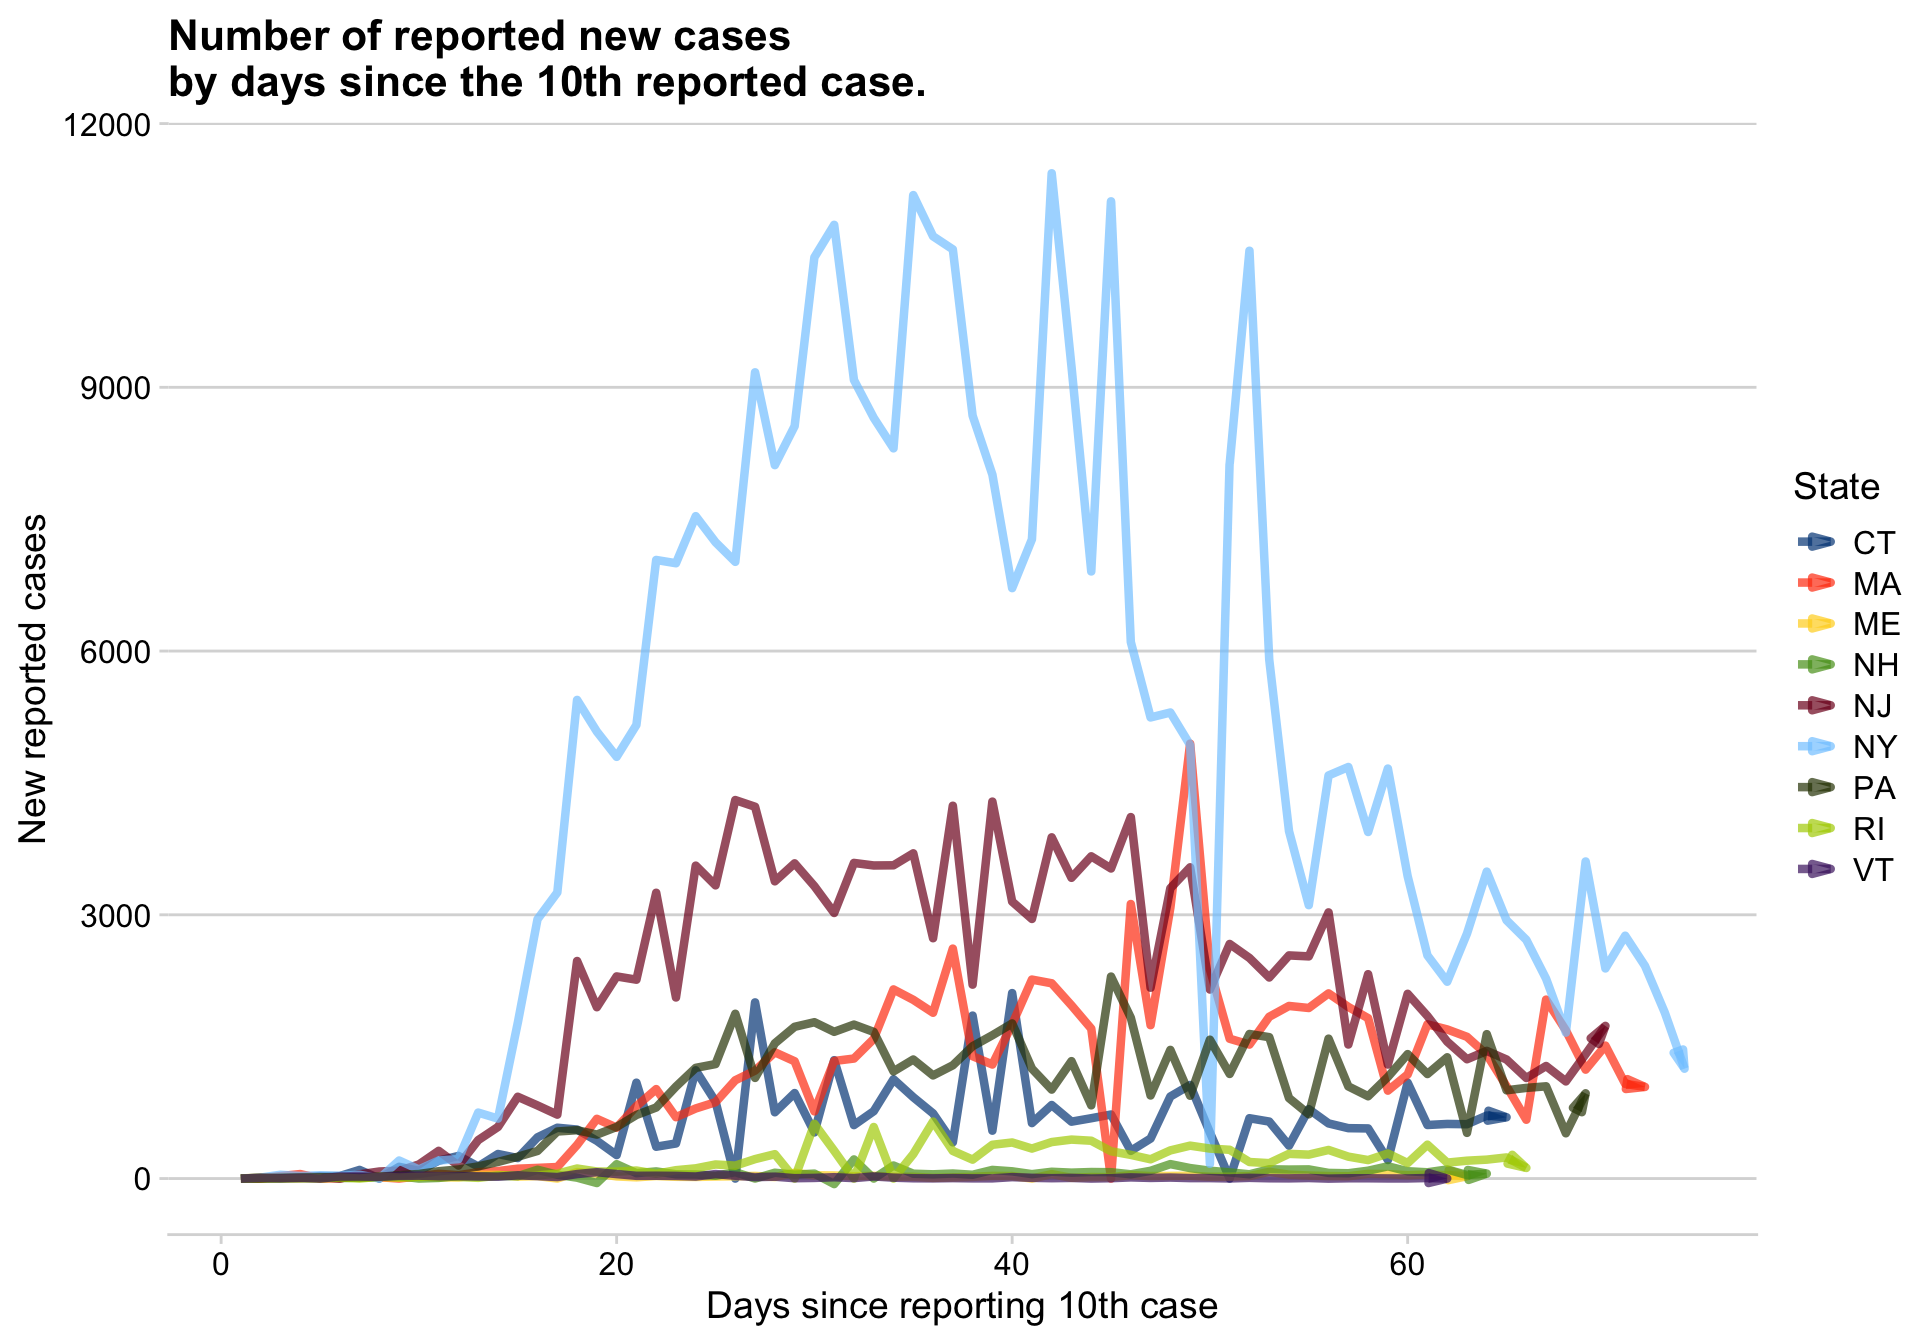 Number of reported new cases
by days since the 10th reported case.
12000
9000
6000
3000
0
New reported cases
0 20 40 60
Days since reporting 10th case
State
CT
MA
ME
NH
NJ
NY
PA
RI
VT